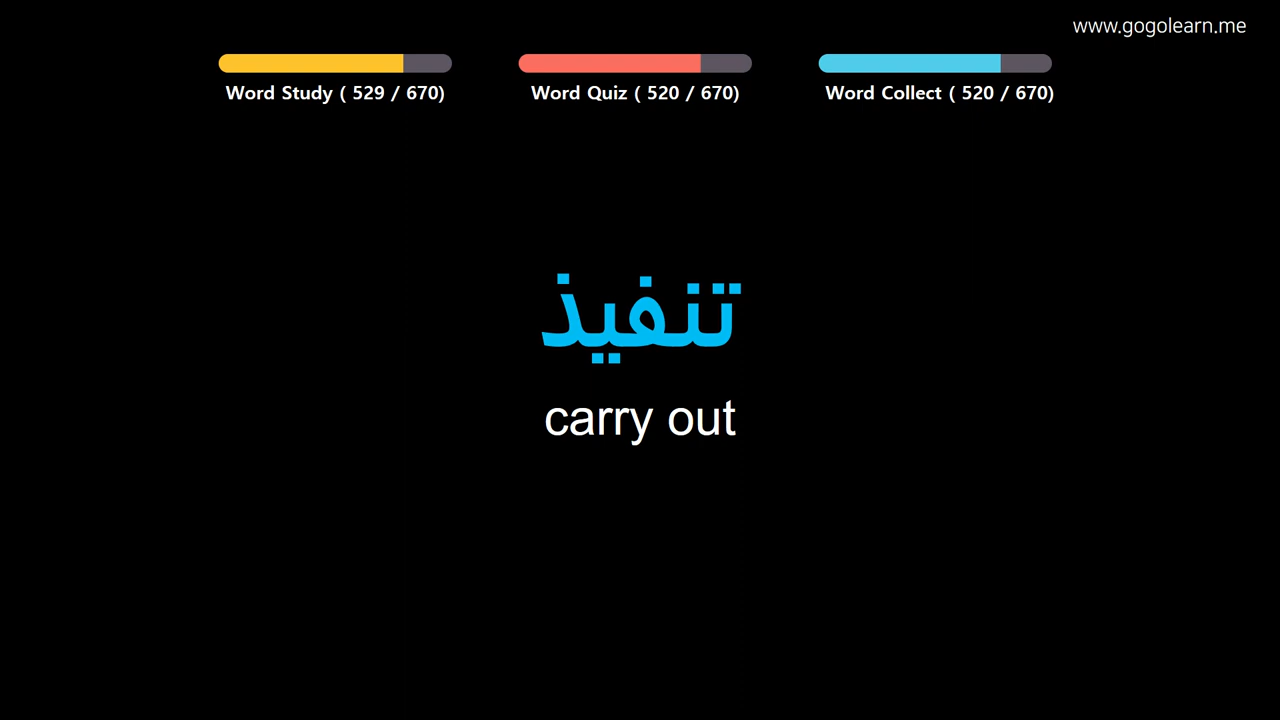 www.gogolearn.me
Word Study ( 529 / 670)
Word Quiz ( 520 / 670)
Word Collect ( 520 / 670)
تنفيذ
carry out